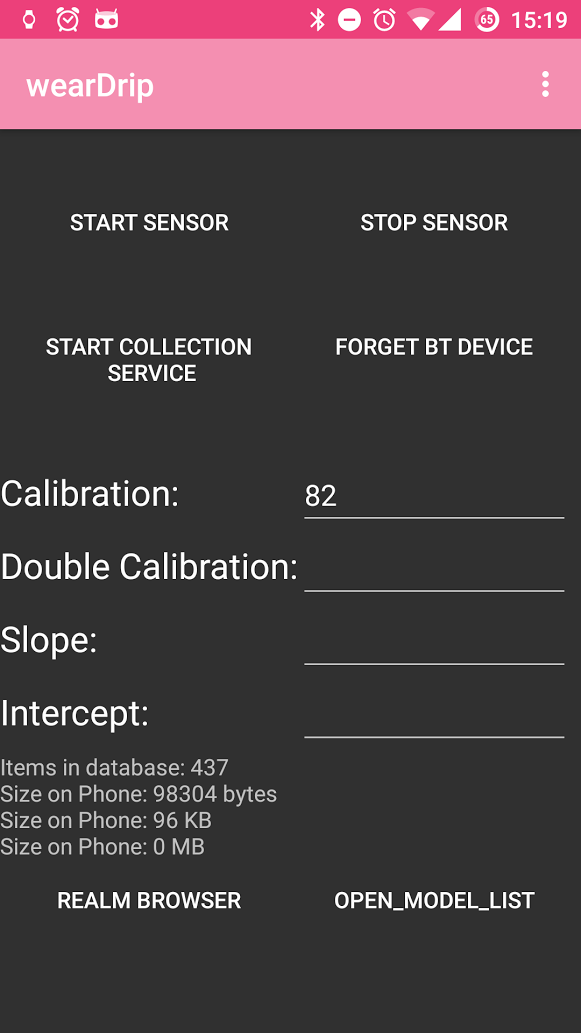 65 15:19
wearDrip
START SENSOR
STOP SENSOR
START COLLECTION
SERVICE
FORGET BT DEVICE
Calibration:
82
Double Calibration:
Slope:
Intercept:
Items in database: 437
Size on Phone: 98304 bytes
Size on Phone: 96 KB
Size on Phone: 0 MB
REALM BROWSER
OPEN_MODEL_LIST